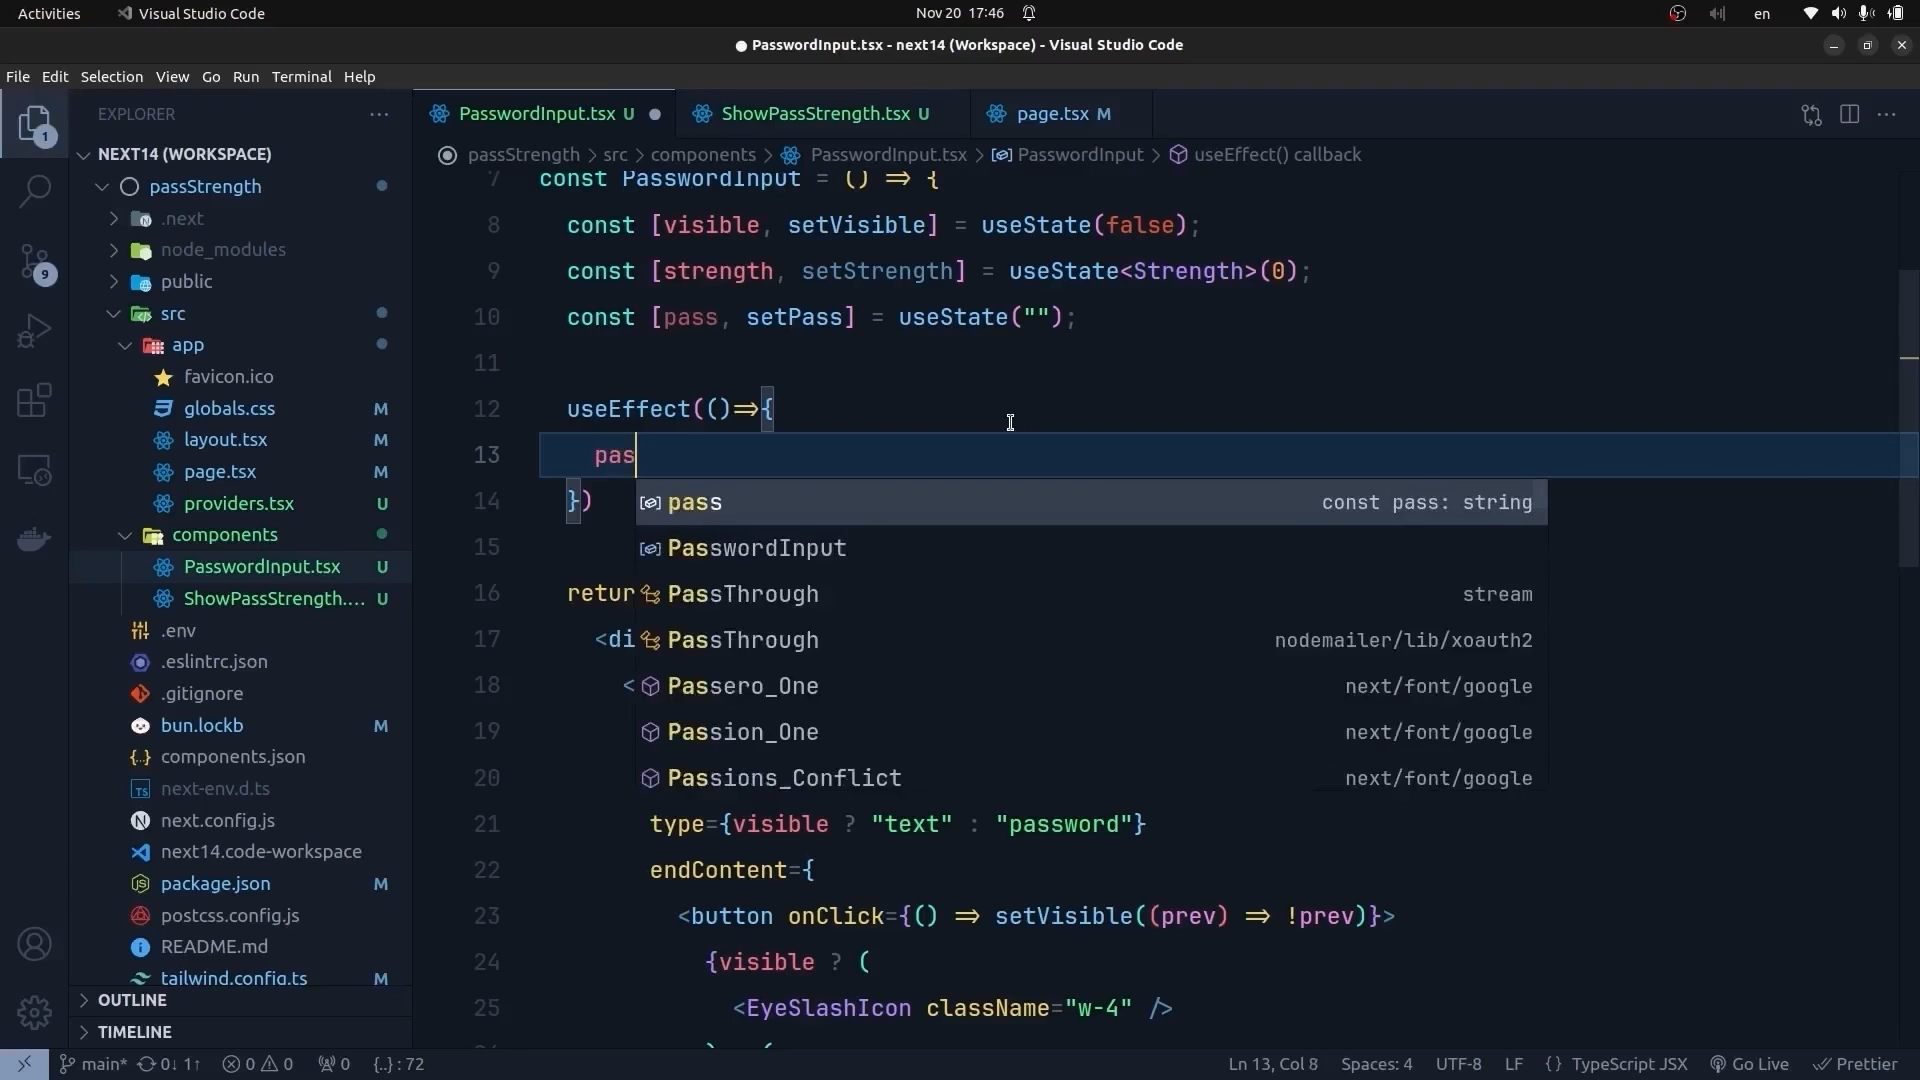 Activities
Visual Studio Code
Nov 20 17:46
en
PasswordInput.tsx - next14 (Workspace) - Visual Studio Code
File Edit Selection View Go Run Terminal Help
EXPLORER
NEXT14 (WORKSPACE)
passStrength
.next
node_modules
public
src
app
favicon.ico
globals.css M
layout.tsx M
page.tsx M
providers.tsx U
components
PasswordInput.tsx U
ShowPassStrength.... U
.env
.eslintrc.json
.gitignore
bun.lockb M
components.json
next-env.d.ts
next.config.js
next14.code-workspace
package.json M
postcss.config.js
README.md
tailwind.config.ts M
OUTLINE
TIMELINE
1
9
PasswordInput.tsx U
ShowPassStrength.tsx U
page.tsx M
passStrength > src > components > PasswordInput.tsx > PasswordInput > useEffect() callback
7 const PasswordInput = () => {
8 const [visible, setVisible] = useState(false);
9 const [strength, setStrength] = useState<Strength>(0);
10 const [pass, setPass] = useState("");
11
12 useEffect(()=>{
13 pas
14 })
15
16 retur
17 <di
18 <
19
20
pass const pass: string
PasswordInput
PassThrough stream
PassThrough nodemailer/lib/xoauth2
Passero_One next/font/google
Passion_One next/font/google
Passions_Conflict next/font/google
21 type={visible ? "text" : "password"}
22 endContent={
23 <button onClick={() => setVisible((prev) => !prev)}>
24 {visible ? (
25 <EyeSlashIcon className="w-4" />
main* 0↓ 1↑ 0 0 0 {..} : 72
Ln 13, Col 8 Spaces: 4 UTF-8 LF {} TypeScript JSX Go Live Prettier